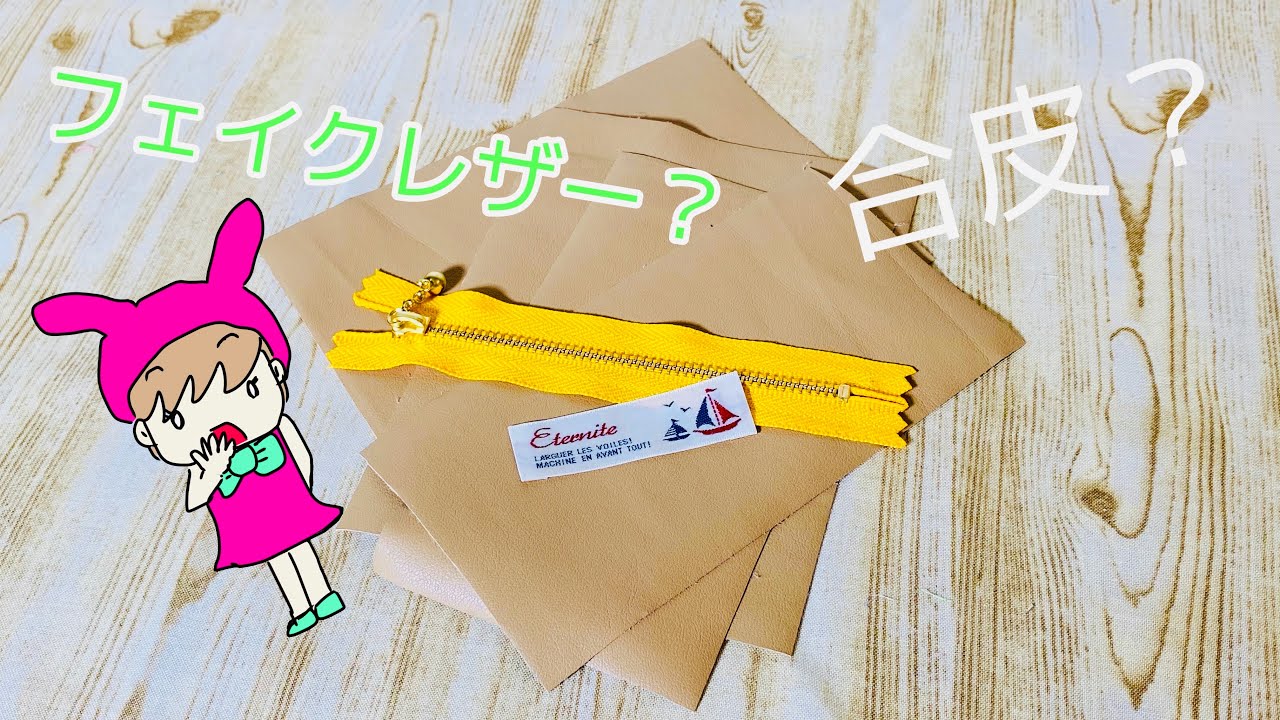 フェイクレザー？
合皮？
Eternite
LARGUER LES VOILES!
MACHINE EN AVANT TOUT!